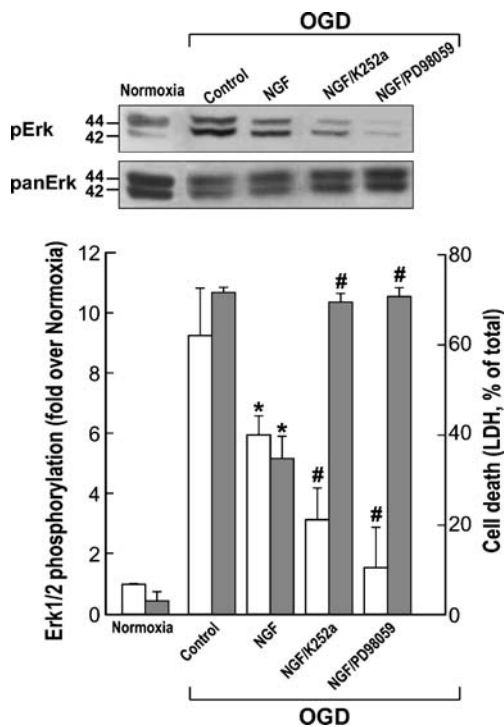 OGD
Normoxia
Control
NGF
NGF/K252a
NGF/PD98059
pErk
44
42
panErk
44
42
Erk1/2 phosphorylation (fold over Normoxia)
12
10
8
6
4
2
0
Cell death (LDH, % of total)
80
60
40
20
0
* * # # # #
Normoxia
Control
NGF
NGF/K252a
NGF/PD98059
OGD